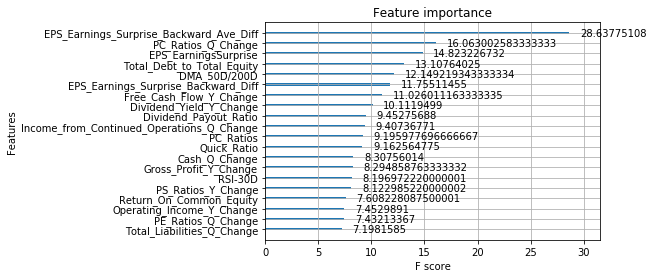 Feature importance
EPS_Earnings_Surprise_Backward_Ave_Diff 28.63775108
PC_Ratios_Q_Change 16.063002583333333
EPS_EarningsSurprise 14.823226732
Total_Debt_to_Total_Equity 13.10764025
DMA_50D/200D 12.149219343333334
EPS_Earnings_Surprise_Backward_Diff 11.75511455
Free_Cash_Flow_Y_Change 11.026011163333335
Dividend_Yield_Y_Change 10.1119499
Dividend_Payout_Ratio 9.45275688
Income_from_Continued_Operations_Q_Change 9.40736771
PC_Ratios 9.195977696666667
Quick_Ratio 9.162564775
Cash_Q_Change 8.30756014
Gross_Profit_Y_Change 8.294858763333332
RSI-30D 8.196972220000001
PS_Ratios_Y_Change 8.122985220000002
Return_On_Common_Equity 7.608228087500001
Operating_Income_Y_Change 7.4529891
PE_Ratios_Q_Change 7.43213367
Total_Liabilities_Q_Change 7.1981585
Features
0 5 10 15 20 25 30
F score